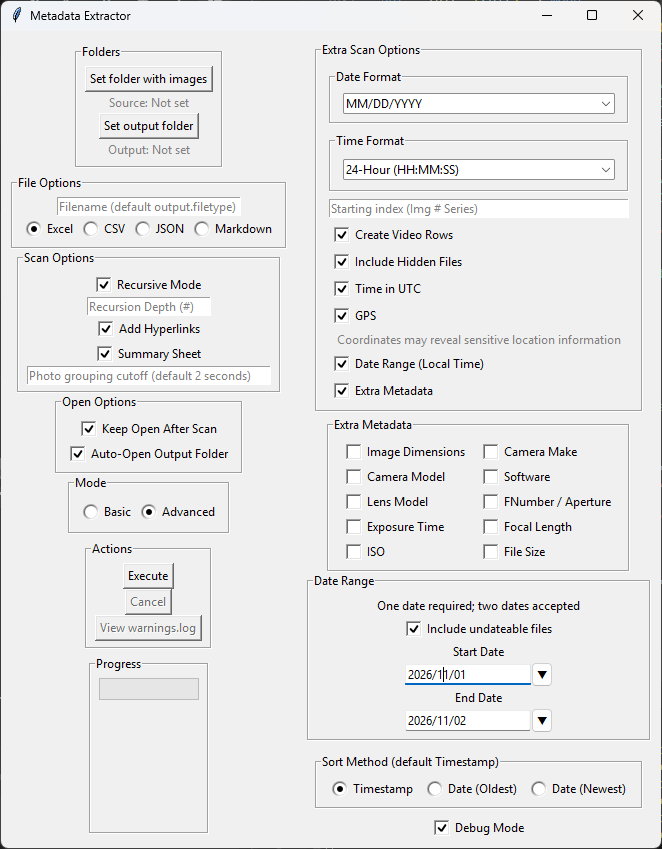 Metadata Extractor
Folders
Set folder with images
Source: Not set
Set output folder
Output: Not set
File Options
Filename (default output.filetype)
Excel CSV JSON Markdown
Scan Options
Recursive Mode
Recursion Depth (#)
Add Hyperlinks
Summary Sheet
Photo grouping cutoff (default 2 seconds)
Open Options
Keep Open After Scan
Auto-Open Output Folder
Mode
Basic Advanced
Actions
Execute
Cancel
View warnings.log
Progress
Extra Scan Options
Date Format
MM/DD/YYYY
Time Format
24-Hour (HH:MM:SS)
Starting index (Img # Series)
Create Video Rows
Include Hidden Files
Time in UTC
GPS
Coordinates may reveal sensitive location information
Date Range (Local Time)
Extra Metadata
Extra Metadata
Image Dimensions Camera Make
Camera Model Software
Lens Model FNumber / Aperture
Exposure Time Focal Length
ISO File Size
Date Range
One date required; two dates accepted
Include undateable files
Start Date
2026/11/01
End Date
2026/11/02
Sort Method (default Timestamp)
Timestamp Date (Oldest) Date (Newest)
Debug Mode